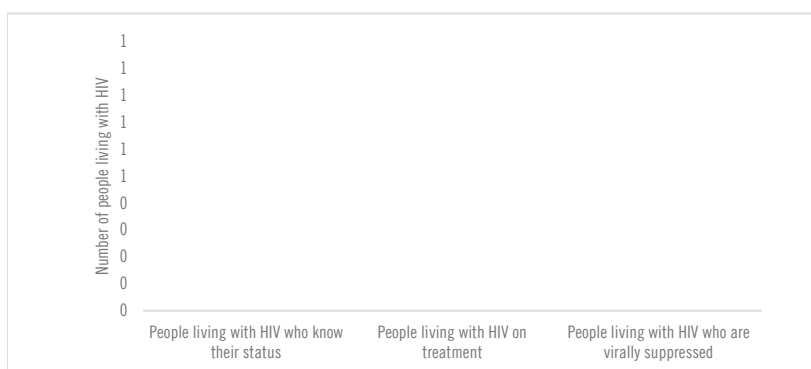 Number of people living with HIV
1
1
1
1
1
1
0
0
0
0
0
People living with HIV who know
their status
People living with HIV on
treatment
People living with HIV who are
virally suppressed